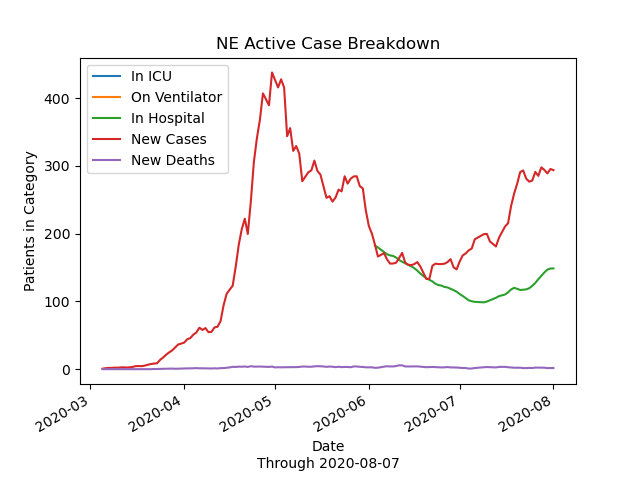 NE Active Case Breakdown
In ICU
On Ventilator
In Hospital
New Cases
New Deaths
400
300
200
100
0
Patients in Category
2020-03
2020-04
2020-05
2020-06
2020-07
2020-08
Date
Through 2020-08-07